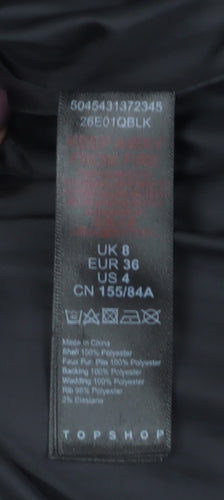 5045431372345
26E01QBLK
UK 8
EUR 36
US 4
CN 155/84A
Made in China
Shell 100% Polyester
Faux Fur: Pile 100% Polyester
Backing 100% Polyester
Wadding 100% Polyester
Rib 98% Polyester
2% Elastane
TOPSHOP